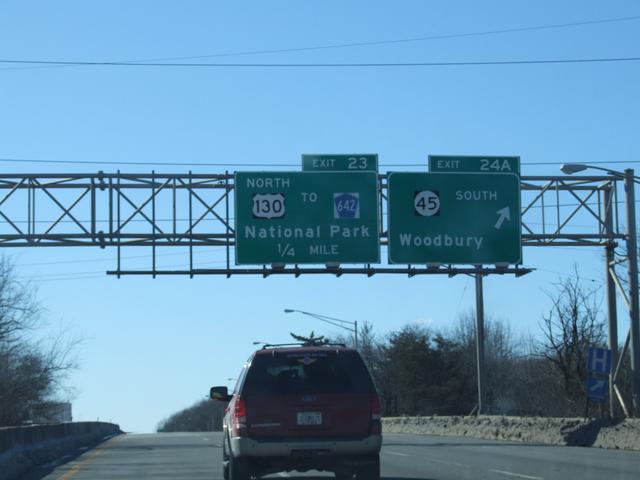 EXIT 23
NORTH
130 TO 642
National Park
1/4 MILE
EXIT 24A
45 SOUTH
Woodbury
H